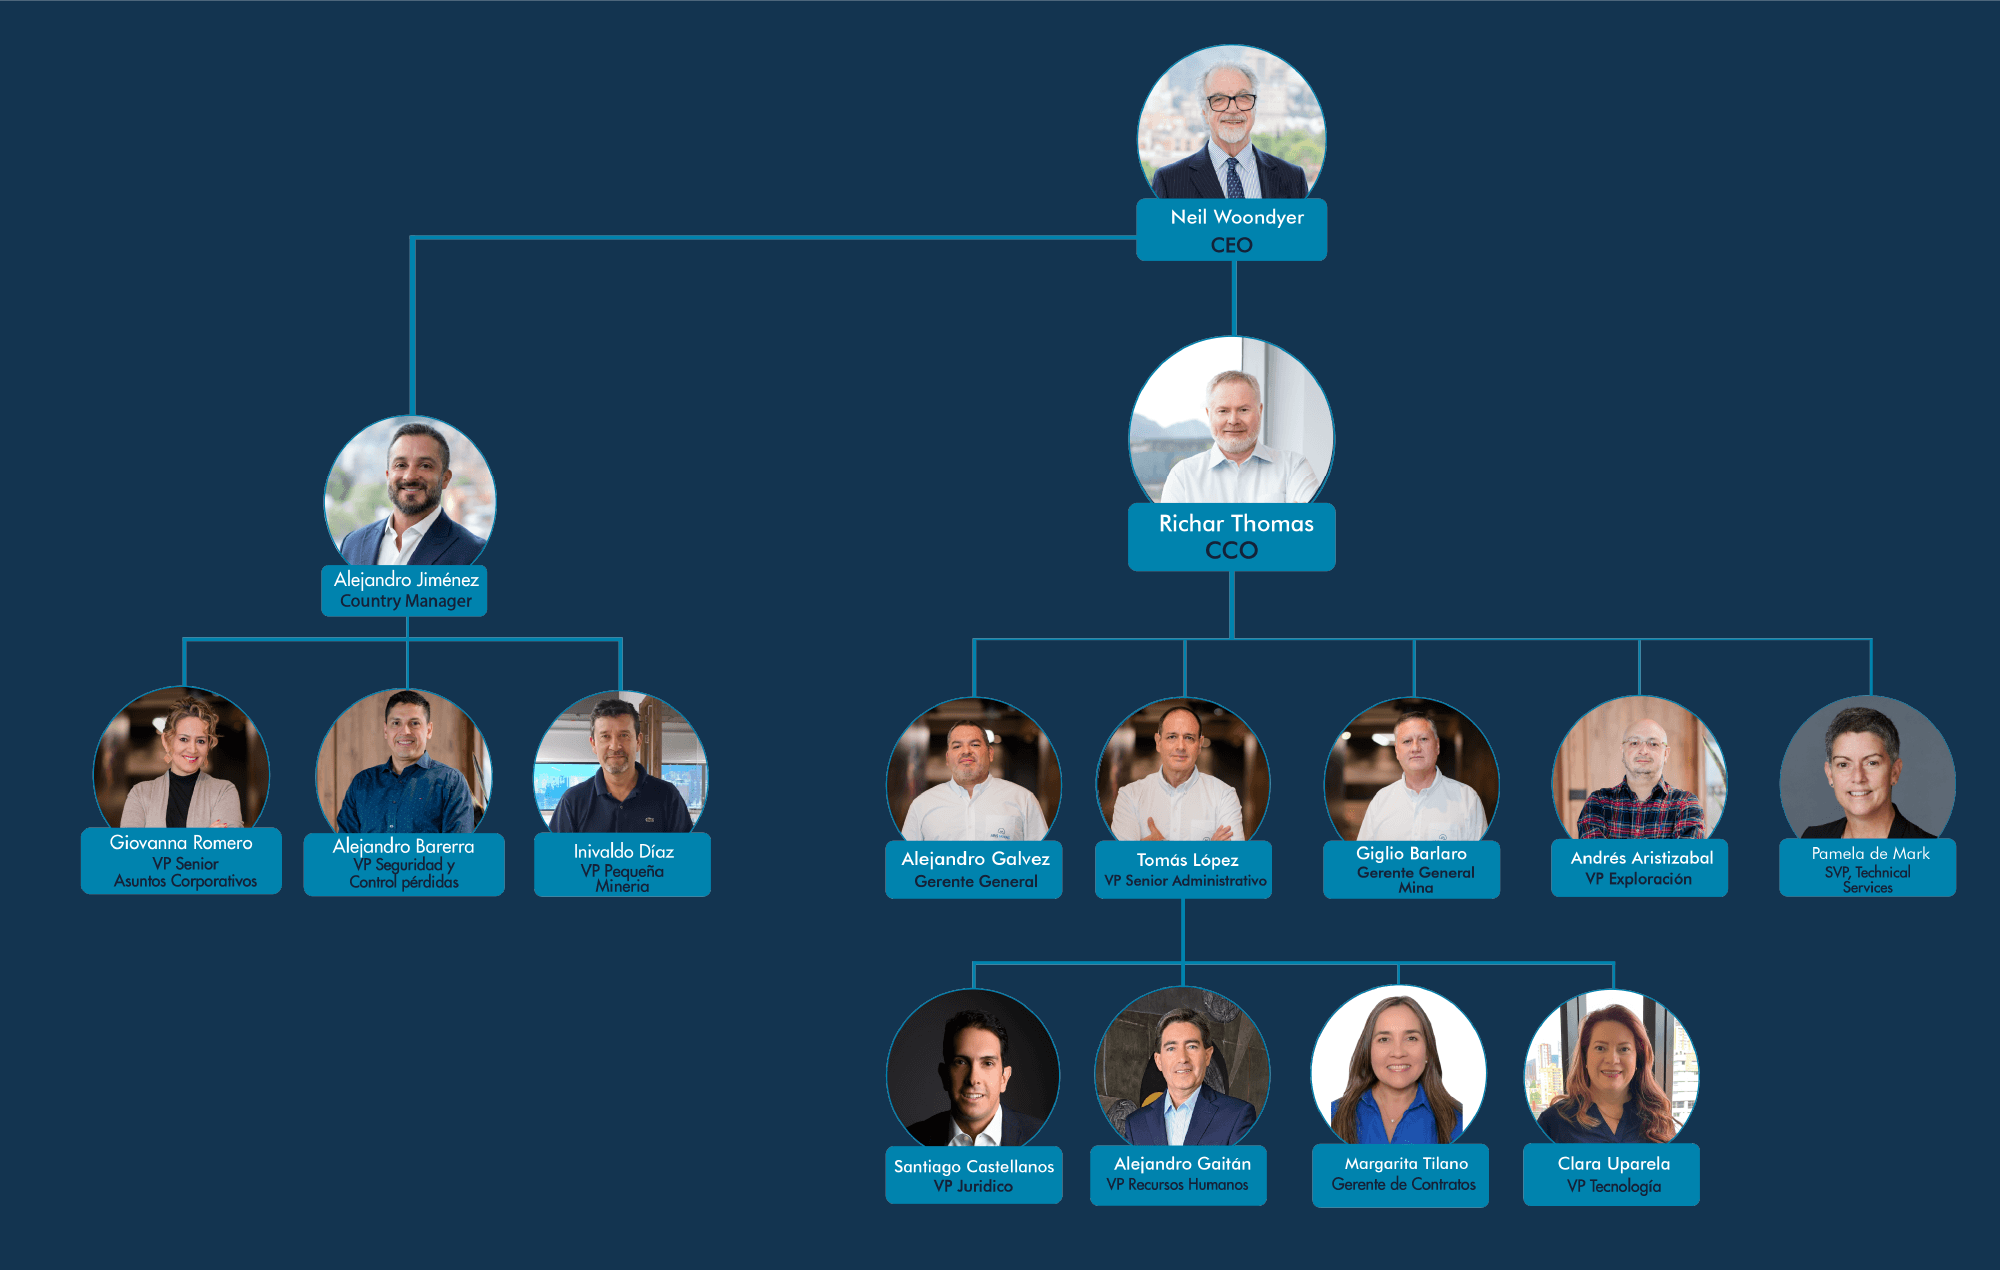 Neil Woondyer
CEO
Richar Thomas
CCO
Alejandro Jiménez
Country Manager
Giovanna Romero
VP Senior
Asuntos Corporativos
Alejandro Barerra
VP Seguridad y
Control pérdidas
Inivaldo Díaz
VP Pequeña
Mineria
Alejandro Galvez
Gerente General
Tomás López
VP Senior Administrativo
Giglio Barlaro
Gerente General
Mina
Andrés Aristizabal
VP Exploración
Pamela de Mark
SVP, Technical
Services
Santiago Castellanos
VP Juridico
Alejandro Gaitán
VP Recursos Humanos
Margarita Tilano
Gerente de Contratos
Clara Uparela
VP Tecnología